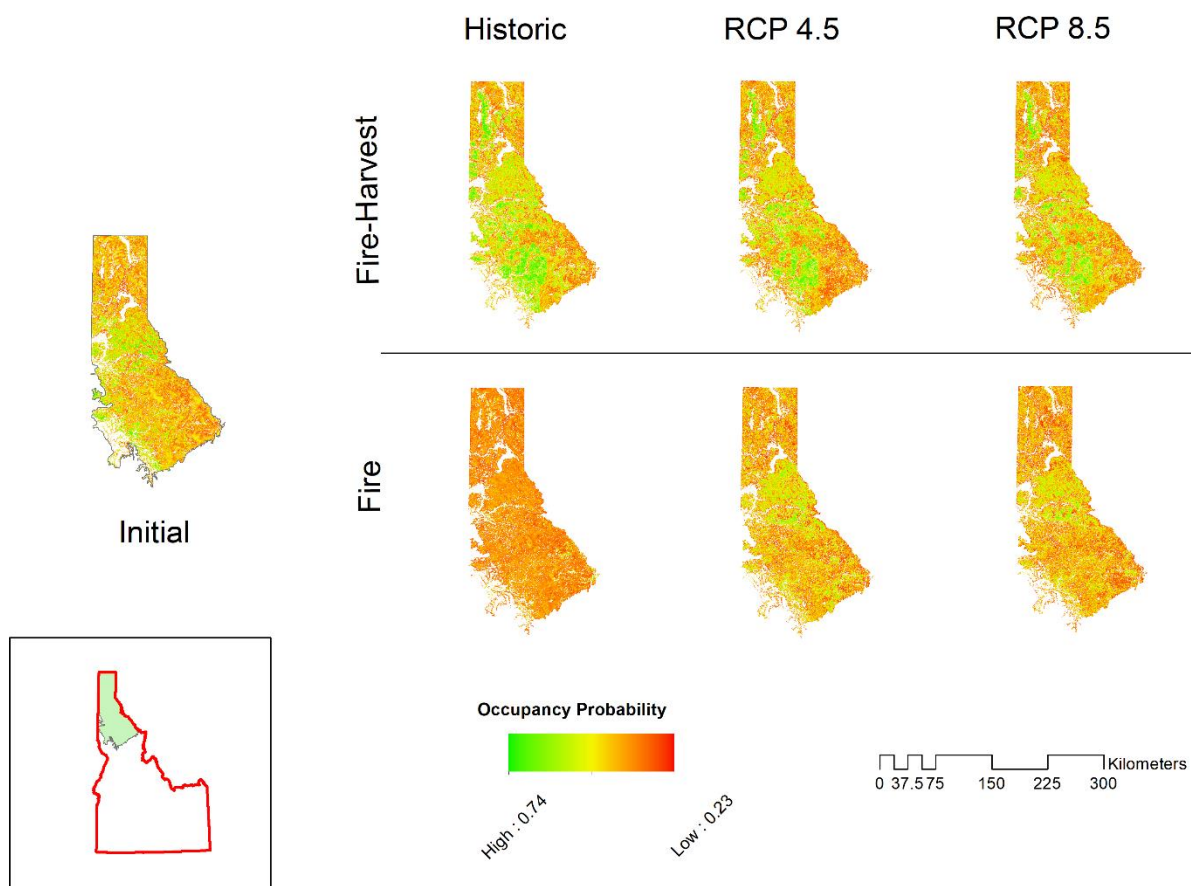 Historic
RCP 4.5
RCP 8.5
Fire-Harvest
Initial
Fire
Occupancy Probability
High : 0.74
Low : 0.23
Kilometers
0 37.5 75 150 225 300